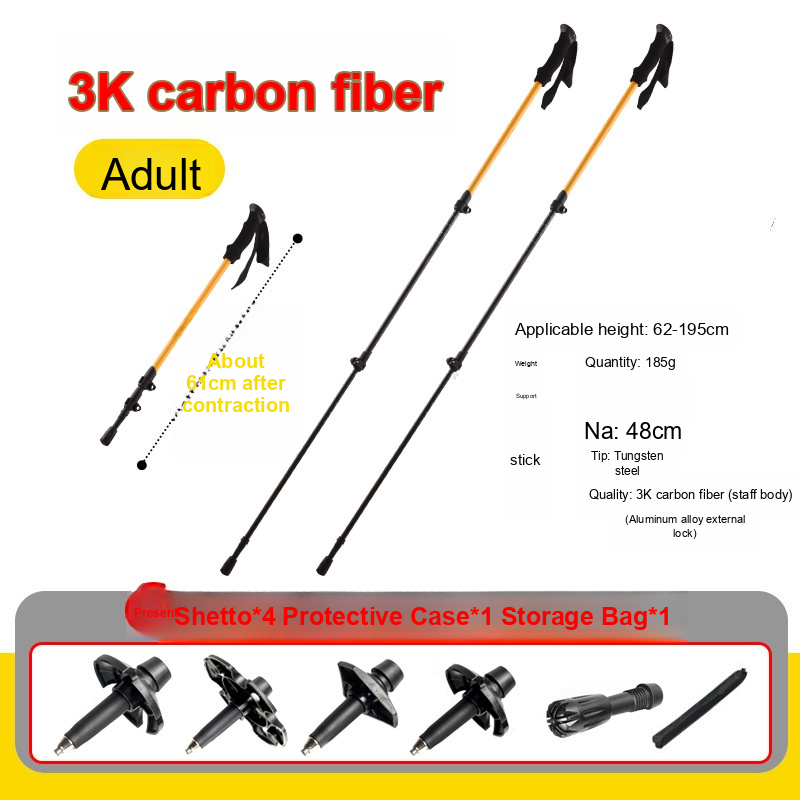 3K carbon fiber
Adult
About
61cm after
contraction
Applicable height: 62-195cm
Weight
Quantity: 185g
Support
Na: 48cm
stick
Tip: Tungsten
steel
Quality: 3K carbon fiber (staff body)
(Aluminum alloy external
lock)
Present
Shetto*4 Protective Case*1 Storage Bag*1